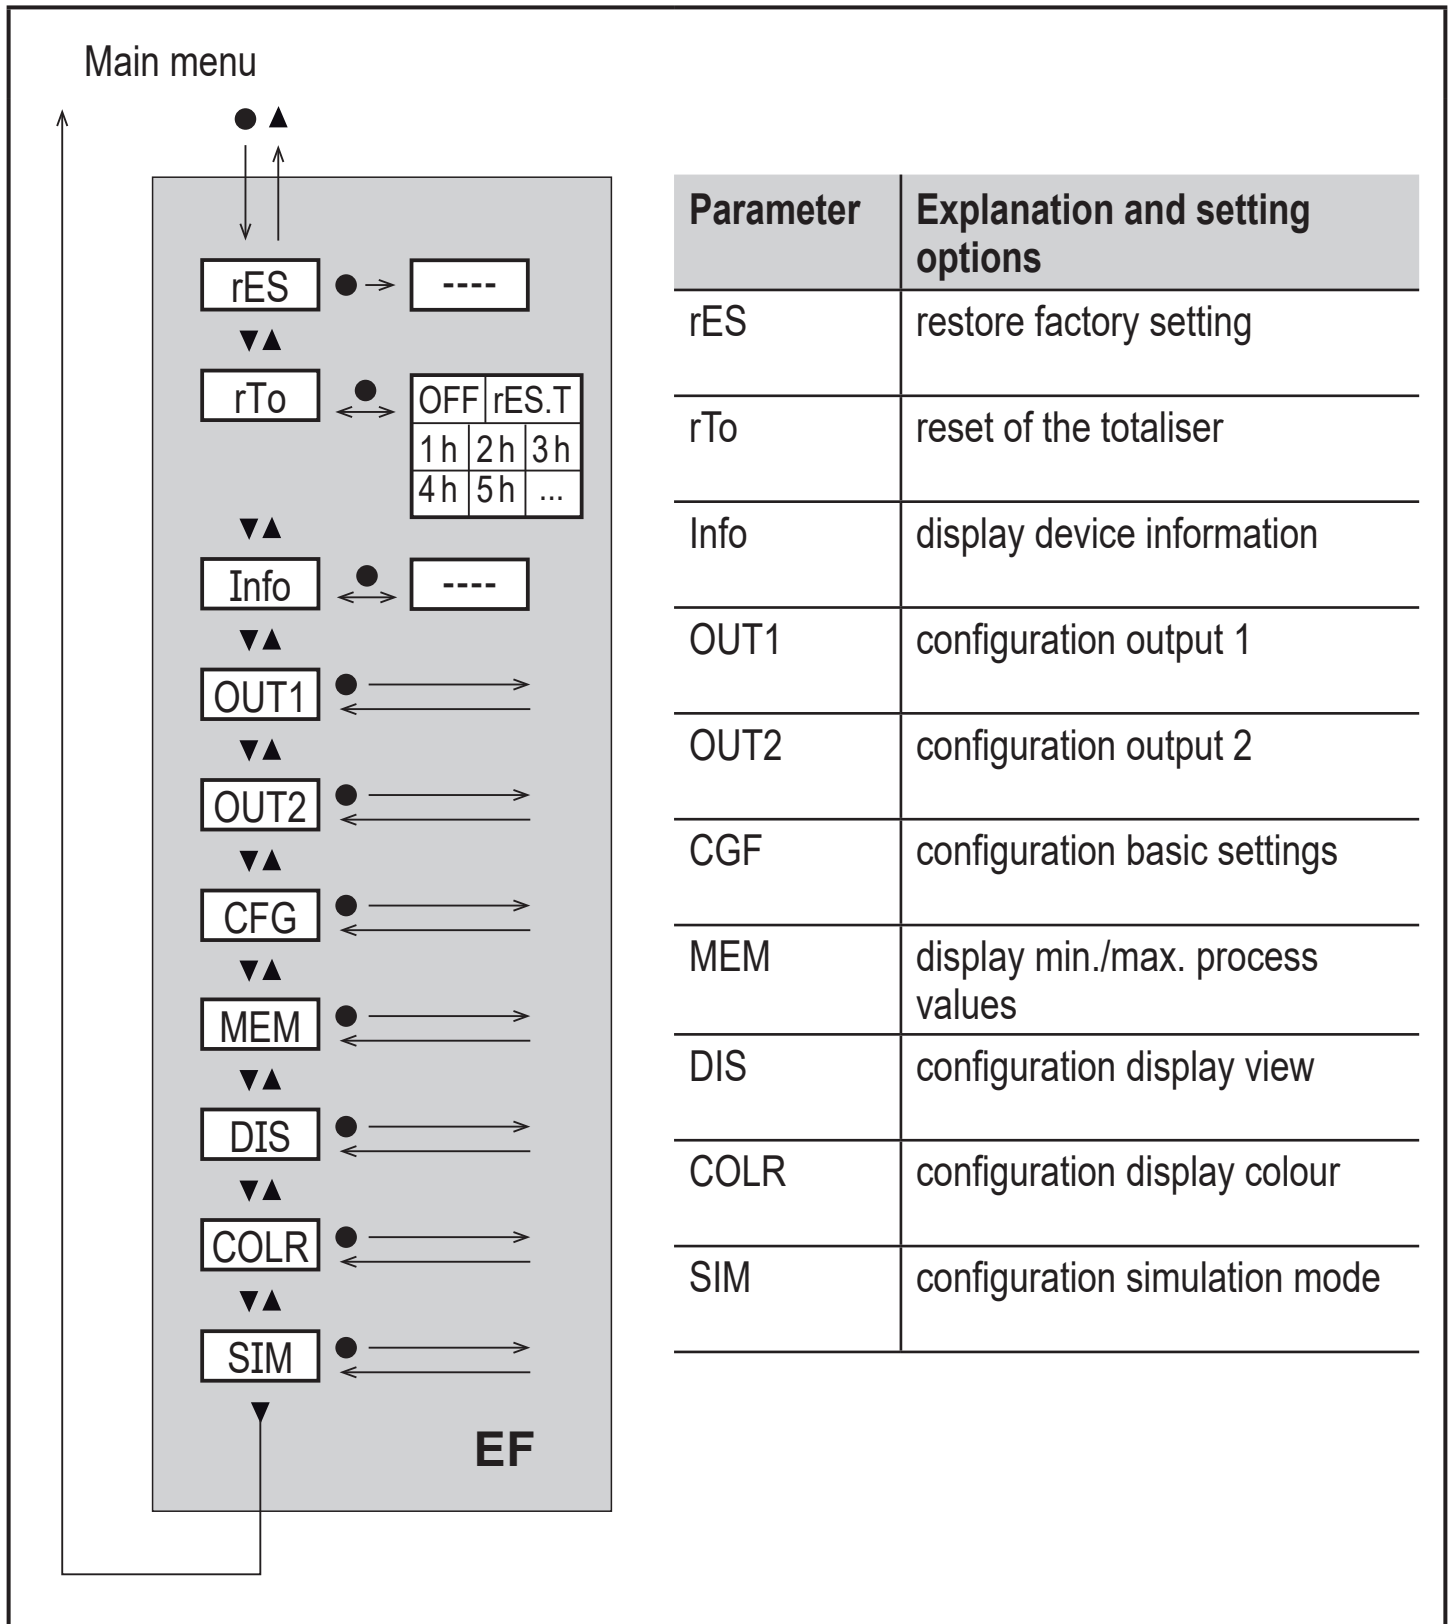 Main menu
rES
----
rTo
OFF rES.T
1 h 2 h 3 h
4 h 5 h ...
Info
----
OUT1
OUT2
CFG
MEM
DIS
COLR
SIM
EF
Parameter Explanation and setting
options
rES restore factory setting
rTo reset of the totaliser
Info display device information
OUT1 configuration output 1
OUT2 configuration output 2
CGF configuration basic settings
MEM display min./max. process
values
DIS configuration display view
COLR configuration display colour
SIM configuration simulation mode